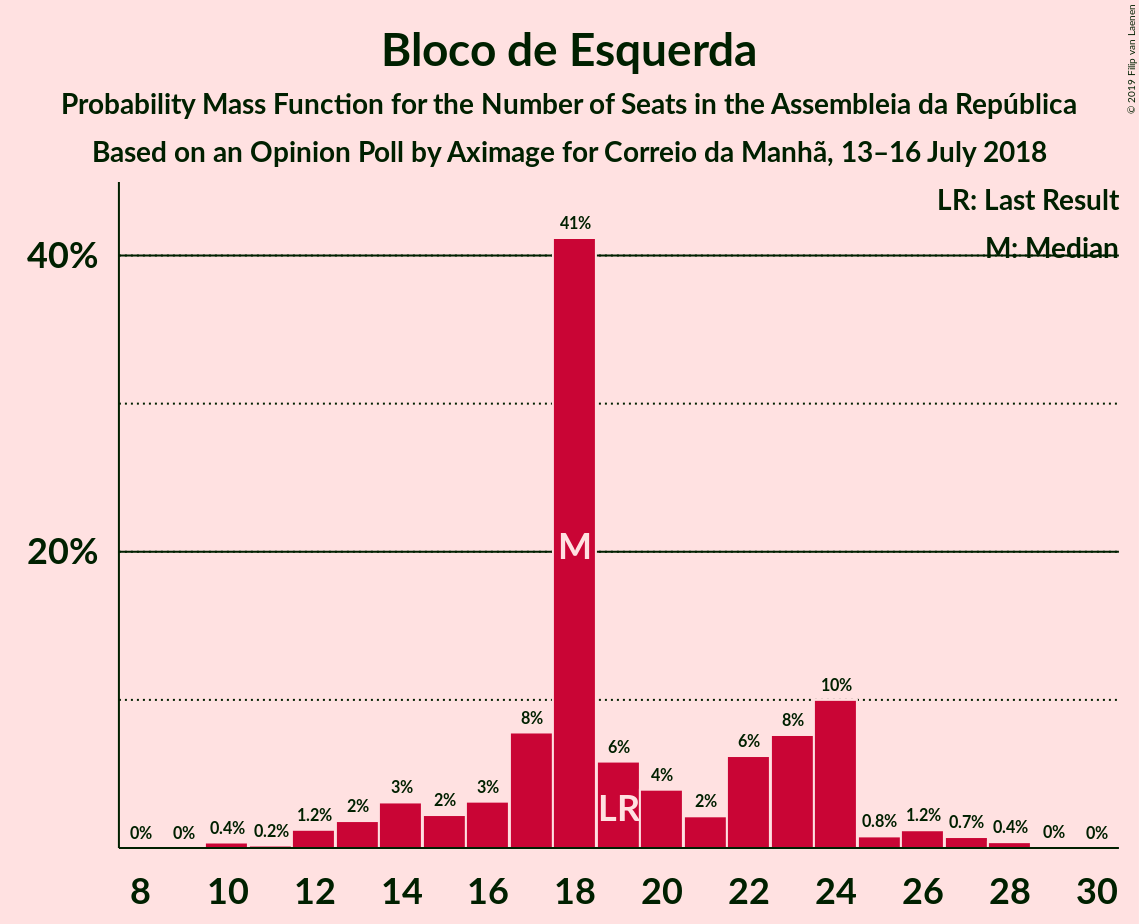 Bloco de Esquerda
Probability Mass Function for the Number of Seats in the Assembleia da República
Based on an Opinion Poll by Aximage for Correio da Manhã, 13–16 July 2018
© 2019 Filip van Laenen
LR: Last Result
M: Median
40%
20%
0% 0% 0.4% 0.2% 1.2% 2% 3% 2% 3% 8% 41% 6% 4% 2% 6% 8% 10% 0.8% 1.2% 0.7% 0.4% 0% 0%
M
LR
8 10 12 14 16 18 20 22 24 26 28 30